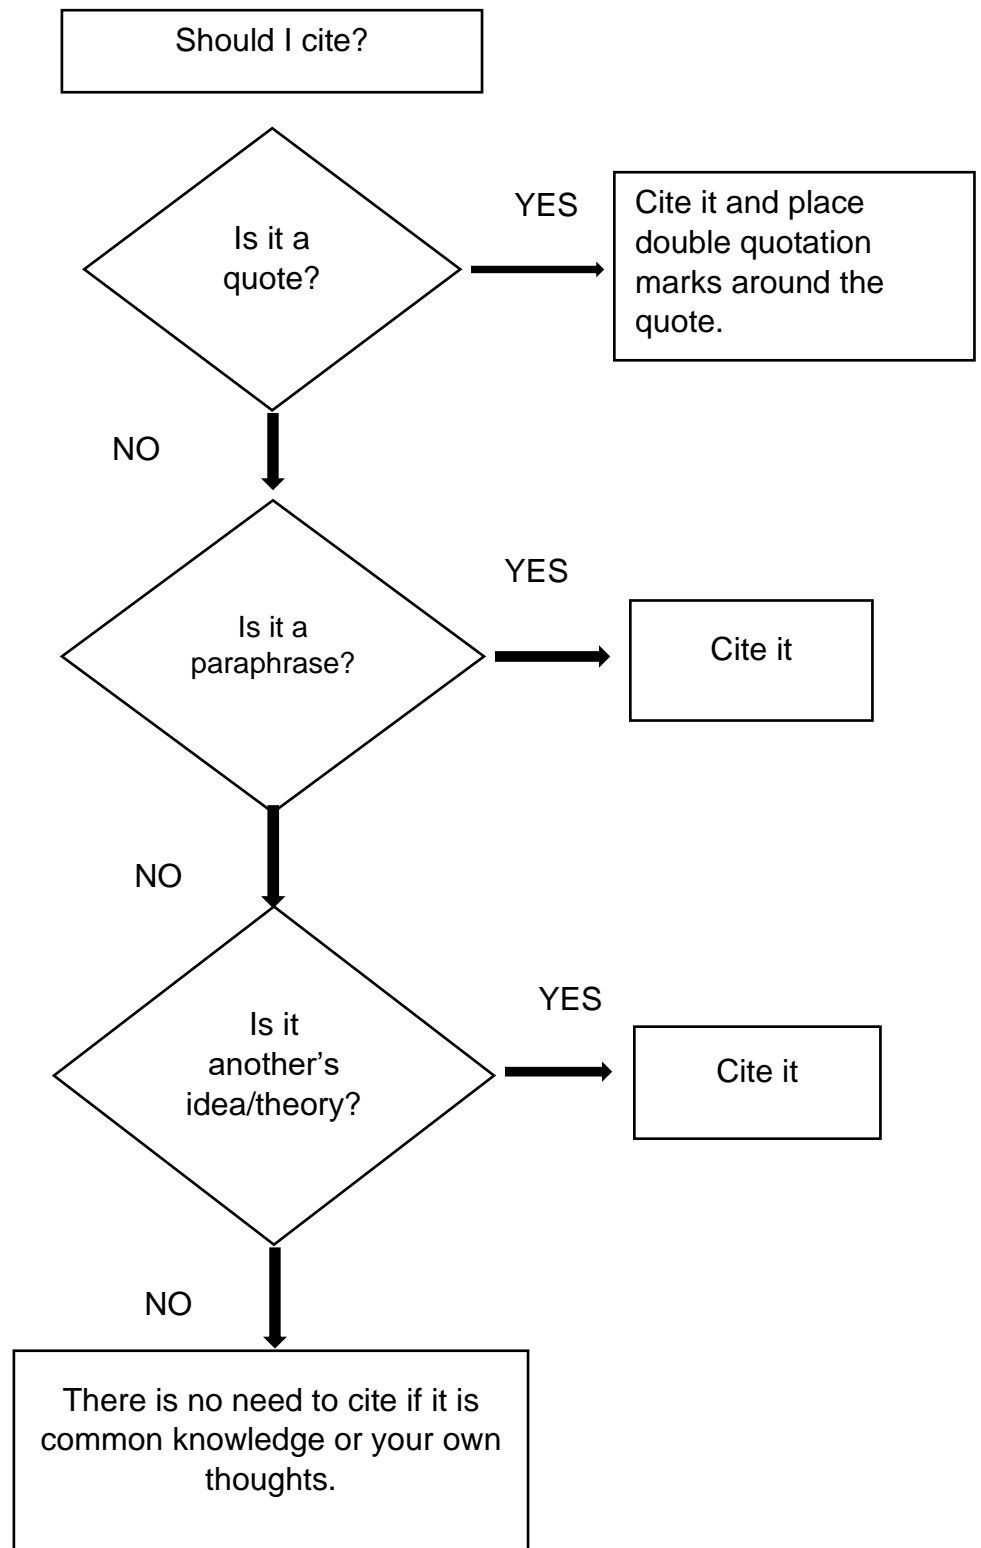 Should I cite?
Is it a
quote?
YES
Cite it and place
double quotation
marks around the
quote.
NO
Is it a
paraphrase?
YES
Cite it
NO
Is it
another’s
idea/theory?
YES
Cite it
NO
There is no need to cite if it is
common knowledge or your own
thoughts.